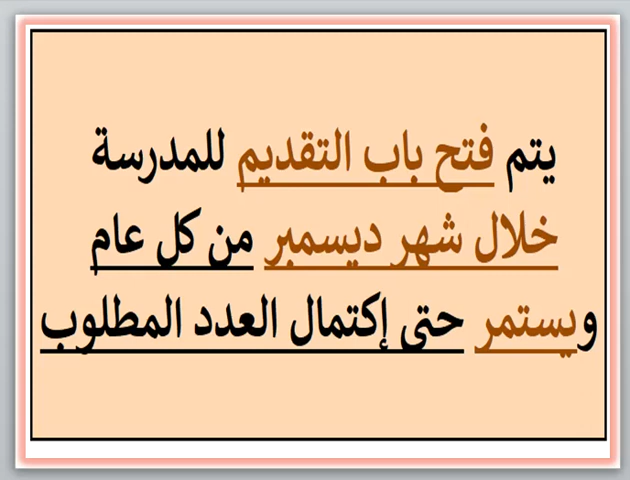 يتم فتح باب التقديم للمدرسة
خلال شهر ديسمبر من كل عام
ويستمر حتى إكتمال العدد المطلوب